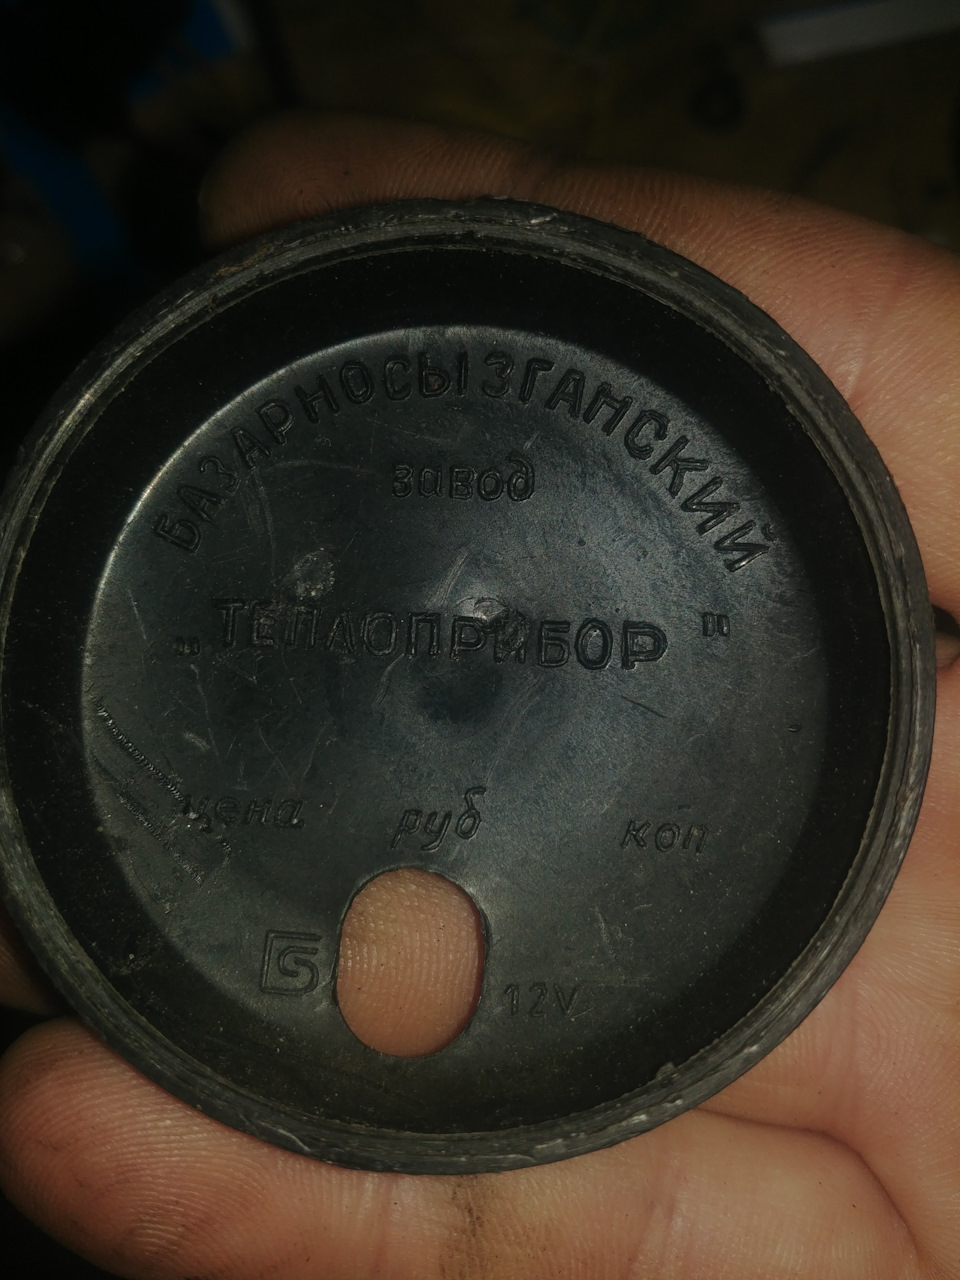 БАЗАРНОСЫЗГАНСКИЙ
завод
„ТЕПЛОПРИБОР"
цена руб коп
12V